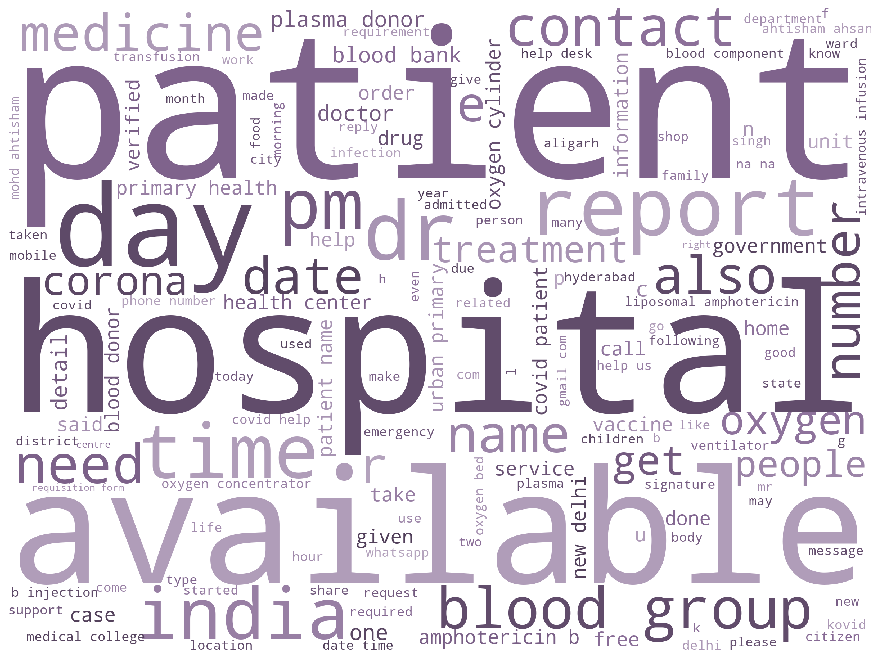 medicine
plasma donor
requirement
contact
department
f
ahtisham ahsan
transfusion
work
blood bank
help desk
blood component
know
ward
patient
give
mohd ahtisham
verified
month
made
food
city
morning
doctor
order
reply
drug
infection
e
oxygen cylinder
aligarh
information
shop
family
n
singh
na na
unit
intravenous infusion
primary health
day
pm
help
dr
year
admitted
person
many
report
treatment
right
government
number
taken
mobile
corona
date
h
even
due
related
hyderabad
p
c
also
covid
phone number
health center
liposomal amphotericin
hospital
detail
blood donor
used
today
patient name
make
urban primary
com
l
covid patient
gmail com
call
help us
go
following
home
good
state
said
district
centre
covid help
emergency
name
children
b
vaccine
like
ventilator
oxygen
g
need
time
r
service
get
people
requisition form
oxygen concentrator
take
two
oxygen bed
plasma
signature
mr
may
available
life
hour
use
given
whatsapp
new delhi
u
done
body
message
b injection
come
type
started
share
request
required
new
support
case
india
one
blood group
kovid
medical college
location
date time
amphotericin b
free
k
delhi
please
citizen